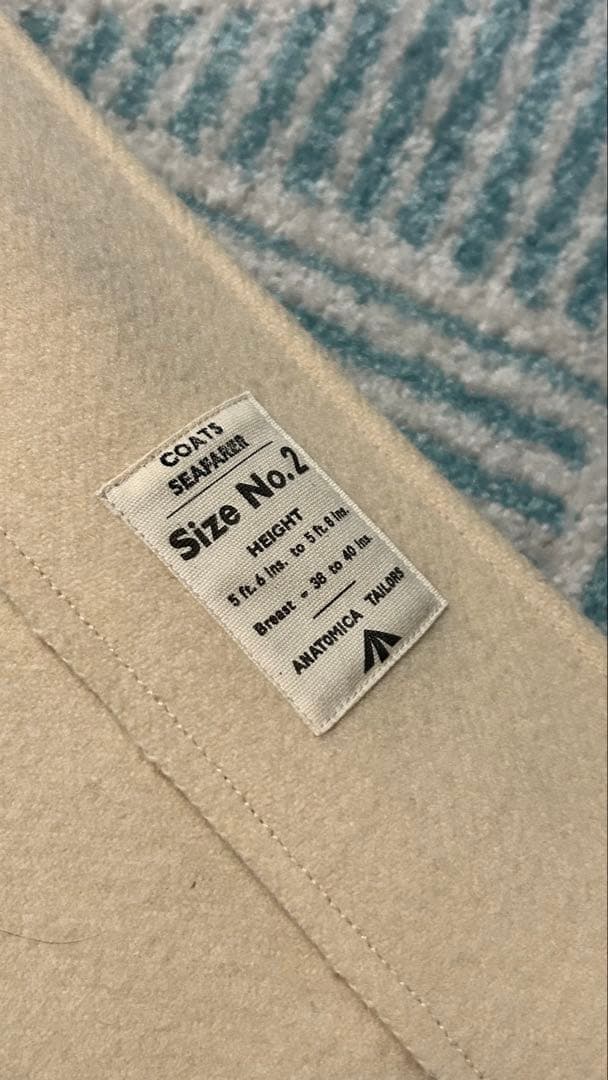 COATS
SEAFARER
Size No.2
HEIGHT
5 ft. 6 ins. to 5 ft. 8 ins.
Breast - 38 to 40 ins.
ANATOMICA TAILORS